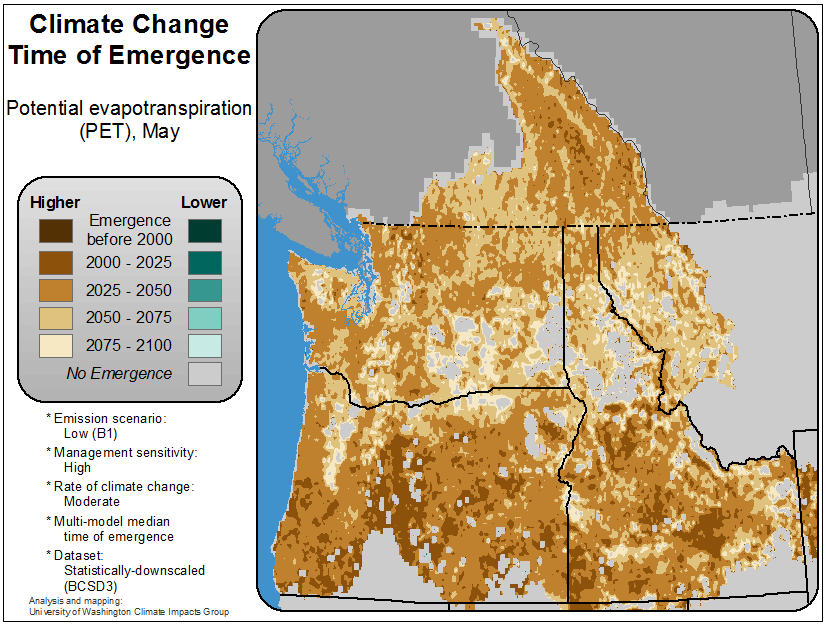 Climate Change
Time of Emergence
Potential evapotranspiration
(PET), May
Higher Lower
Emergence
before 2000
2000 - 2025
2025 - 2050
2050 - 2075
2075 - 2100
No Emergence
* Emission scenario:
Low (B1)
* Management sensitivity:
High
* Rate of climate change:
Moderate
* Multi-model median
time of emergence
* Dataset:
Statistically-downscaled
(BCSD3)
Analysis and mapping:
University of Washington Climate Impacts Group